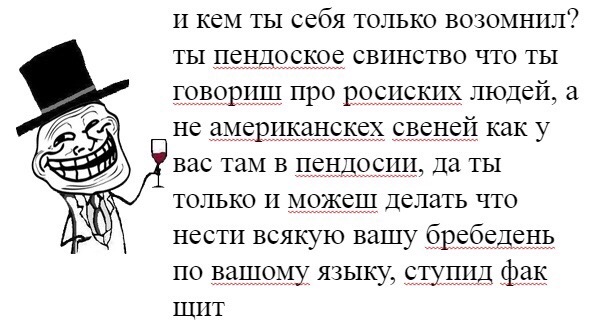 и кем ты себя только возомнил?
ты пендоское свинство что ты
говориш про росиских людей, а
не американскех свеней как у
вас там в пендосии, да ты
только и можеш делать что
нести всякую вашу бребедень
по вашому языку, ступид фак
щит